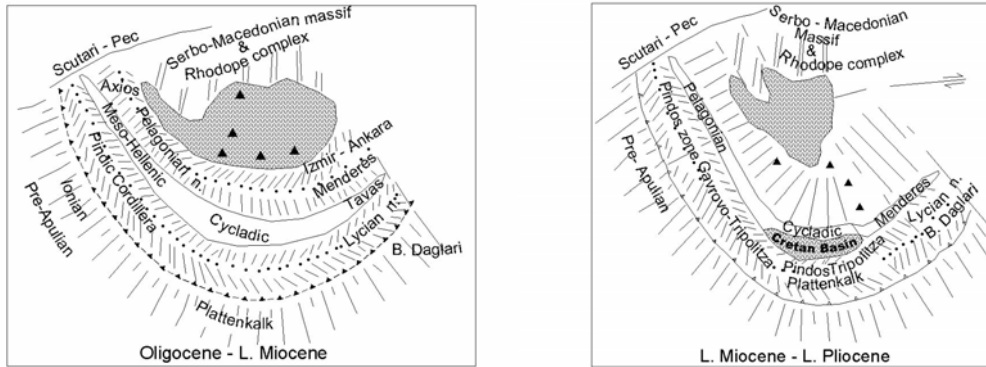 Scutari - Pec
Serbo-Macedonian massif
&
Rhodope complex
Axios
Pelagonian n.
Meso-Hellenic
Pindic Cordillera
Ionian
Pre-Apulian
Izmir - Ankara
Menderes
Tavas
Lycian n.
Cycladic
B. Daglari
Plattenkalk
Oligocene - L. Miocene
Scutari - Pec
Serbo - Macedonian
Massif
&
Rhodope complex
Pelagonian
Pindos zone
Gavrovo-Tripolitza
Pre- Apulian
Cycladic
Menderes
Lycian n.
B. Daglari
Cretan Basin
Pindos
Tripolitza
Plattenkalk
L. Miocene - L. Pliocene